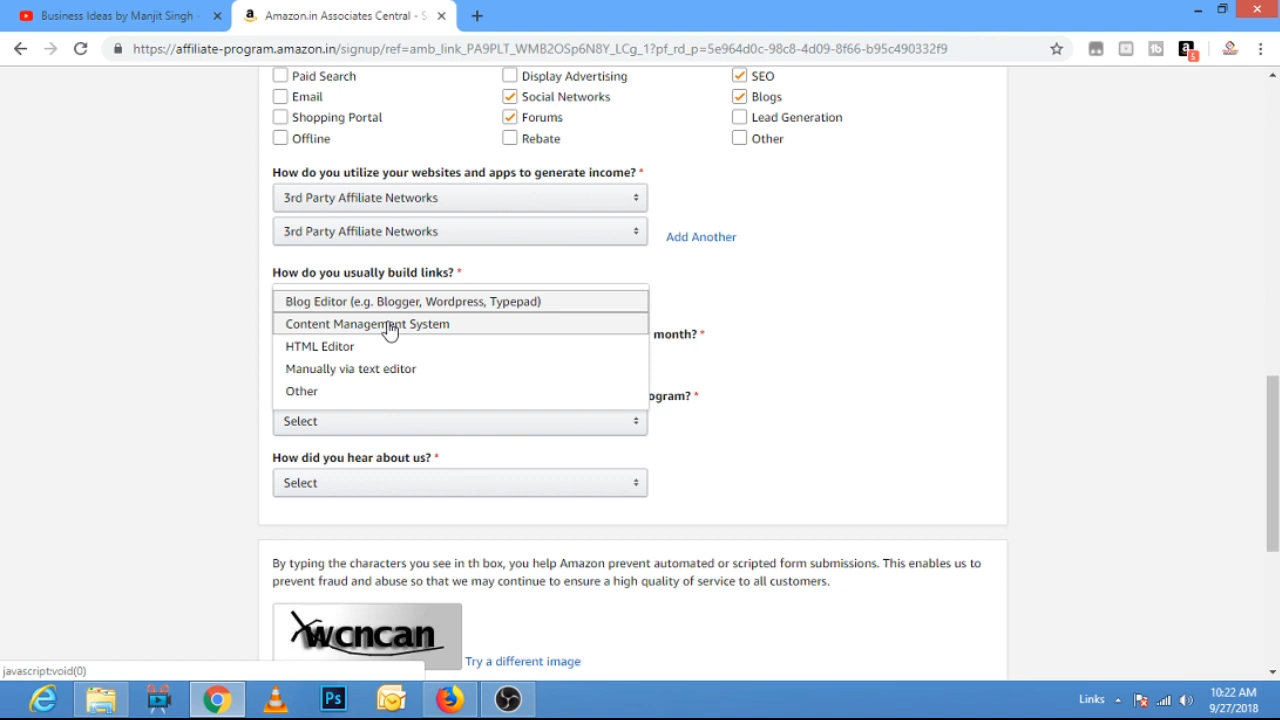 Business Ideas by Manjit Singh -
Amazon.in Associates Central - S
https://affiliate-program.amazon.in/signup/ref=amb_link_PA9PLT_WMB2OSp6N8Y_LCg_1?pf_rd_p=5e964d0c-98c8-4d09-8f66-b95c490332f9
Paid Search
Display Advertising
SEO
Email
Social Networks
Blogs
Shopping Portal
Forums
Lead Generation
Offline
Rebate
Other
How do you utilize your websites and apps to generate income? *
3rd Party Affiliate Networks
3rd Party Affiliate Networks
Add Another
How do you usually build links? *
Blog Editor (e.g. Blogger, Wordpress, Typepad)
Content Management System
month? *
HTML Editor
Manually via text editor
Other
ogram? *
Select
How did you hear about us? *
Select
By typing the characters you see in th box, you help Amazon prevent automated or scripted form submissions. This enables us to
prevent fraud and abuse so that we may continue to ensure a high quality of service to all customers.
wcncan
Try a different image
javascript:void(0)
Ps
Links
10:22 AM
9/27/2018